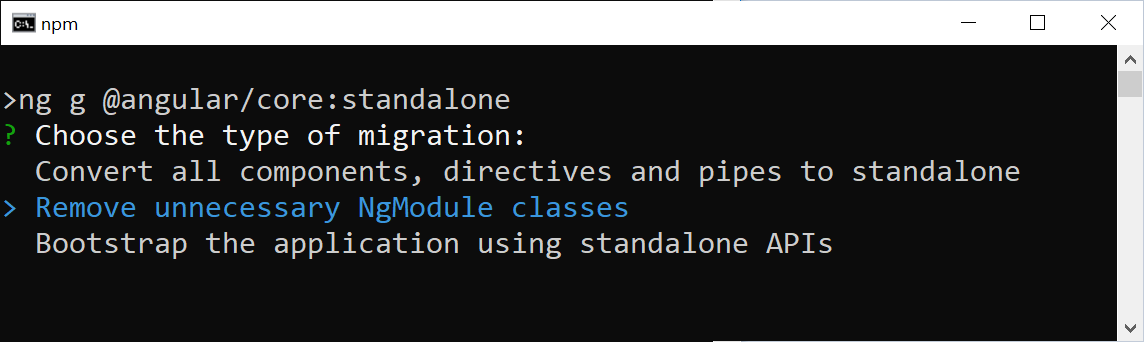 C:\.
npm
>ng g @angular/core:standalone
? Choose the type of migration:
Convert all components, directives and pipes to standalone
> Remove unnecessary NgModule classes
Bootstrap the application using standalone APIs